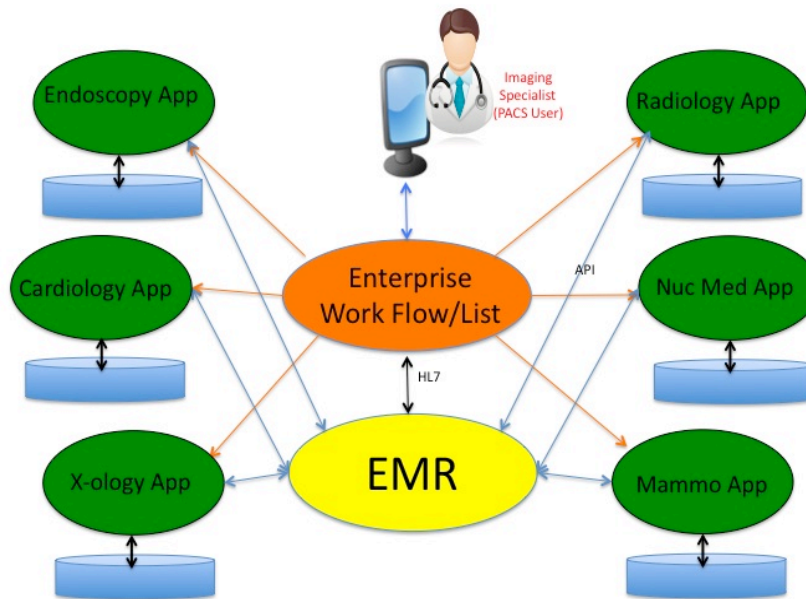 Endoscopy App
Imaging
Specialist
(PACS User)
Radiology App
Cardiology App
Enterprise
Work Flow/List
API
Nuc Med App
HL7
X-ology App
EMR
Mammo App